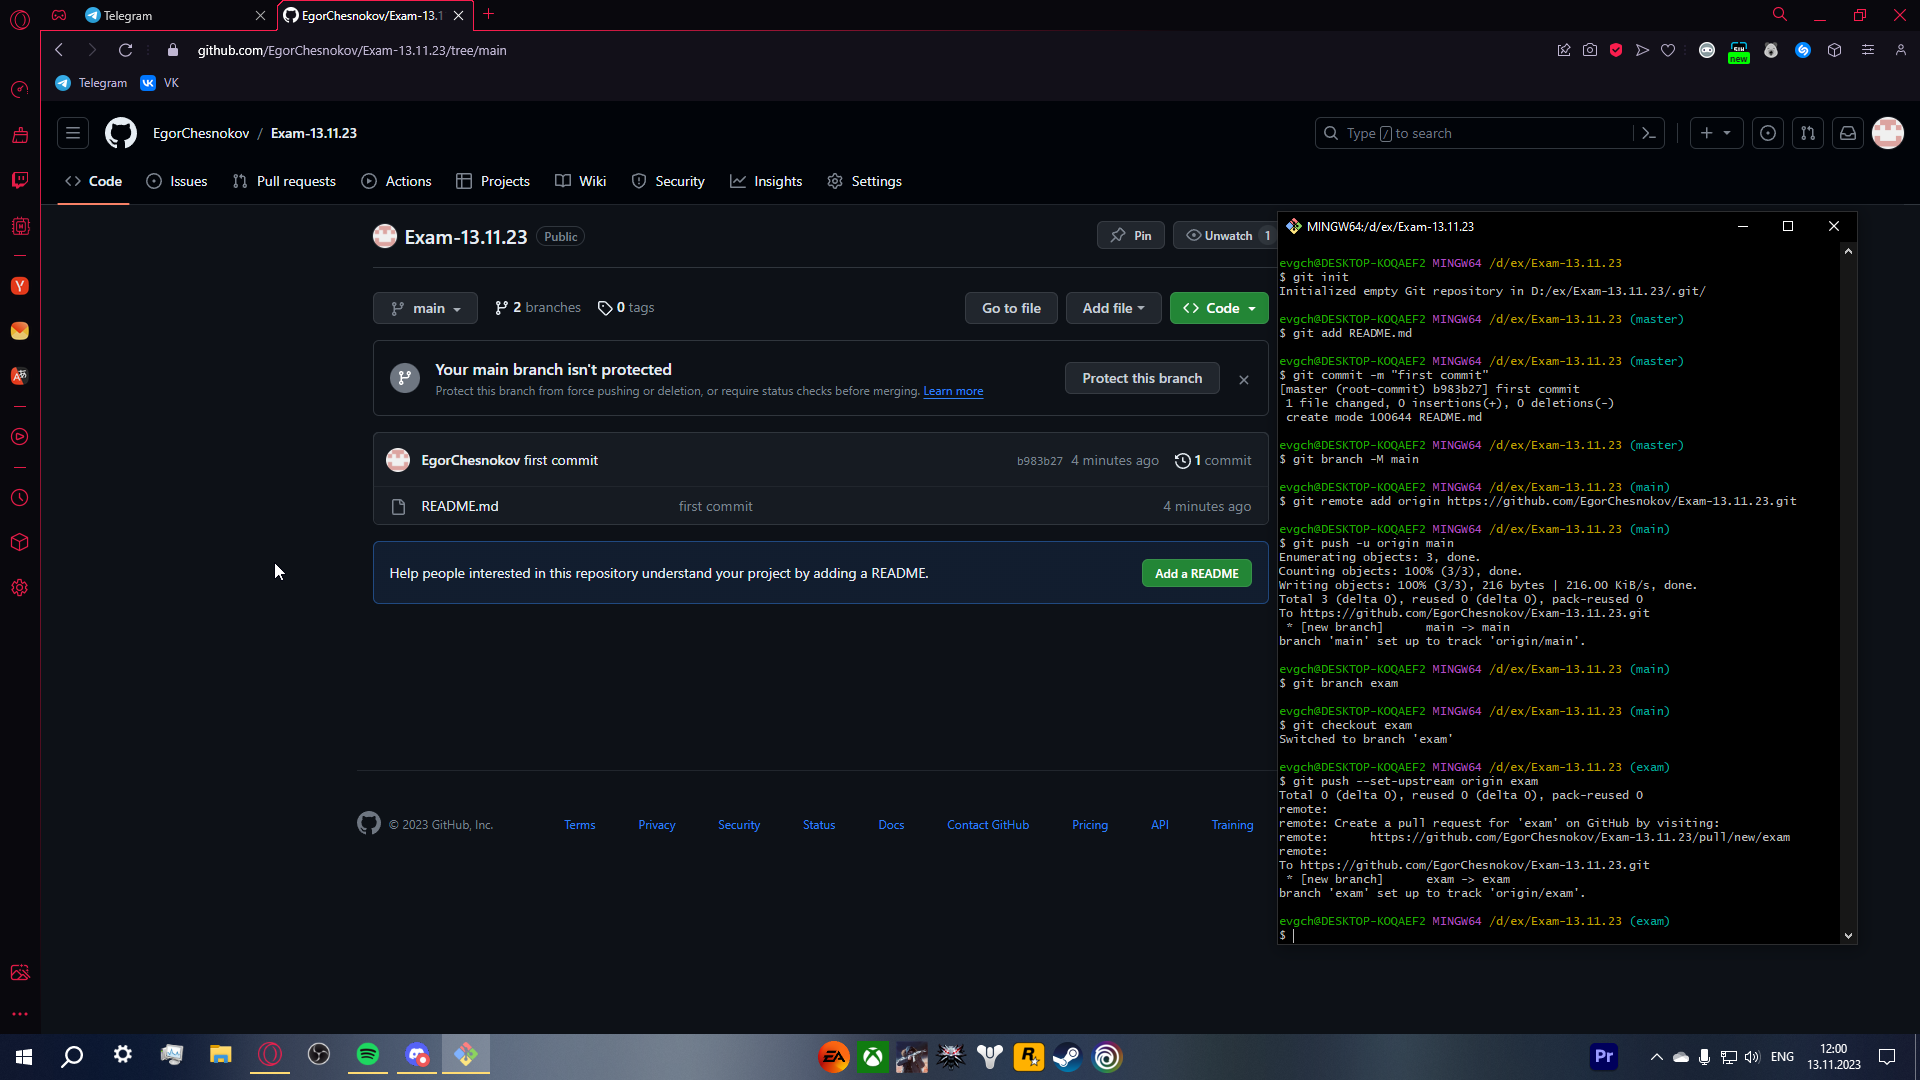 Telegram
EgorChesnokov/Exam-13.1
github.com/EgorChesnokov/Exam-13.11.23/tree/main
new
Telegram
VK
EgorChesnokov / Exam-13.11.23
Type / to search
Code
Issues
Pull requests
Actions
Projects
Wiki
Security
Insights
Settings
Exam-13.11.23
Public
Pin
Unwatch 1
main
2 branches
0 tags
Go to file
Add file
Code
Your main branch isn't protected
Protect this branch from force pushing or deletion, or require status checks before merging. Learn more
Protect this branch
EgorChesnokov first commit
b983b27 4 minutes ago
1 commit
README.md
first commit
4 minutes ago
Help people interested in this repository understand your project by adding a README.
Add a README
© 2023 GitHub, Inc.
Terms
Privacy
Security
Status
Docs
Contact GitHub
Pricing
API
Training
MINGW64:/d/ex/Exam-13.11.23
evgch@DESKTOP-KOQAEF2 MINGW64 /d/ex/Exam-13.11.23
$ git init
Initialized empty Git repository in D:/ex/Exam-13.11.23/.git/
evgch@DESKTOP-KOQAEF2 MINGW64 /d/ex/Exam-13.11.23 (master)
$ git add README.md
evgch@DESKTOP-KOQAEF2 MINGW64 /d/ex/Exam-13.11.23 (master)
$ git commit -m "first commit"
[master (root-commit) b983b27] first commit
1 file changed, 0 insertions(+), 0 deletions(-)
create mode 100644 README.md
evgch@DESKTOP-KOQAEF2 MINGW64 /d/ex/Exam-13.11.23 (master)
$ git branch -M main
evgch@DESKTOP-KOQAEF2 MINGW64 /d/ex/Exam-13.11.23 (main)
$ git remote add origin https://github.com/EgorChesnokov/Exam-13.11.23.git
evgch@DESKTOP-KOQAEF2 MINGW64 /d/ex/Exam-13.11.23 (main)
$ git push -u origin main
Enumerating objects: 3, done.
Counting objects: 100% (3/3), done.
Writing objects: 100% (3/3), 216 bytes | 216.00 KiB/s, done.
Total 3 (delta 0), reused 0 (delta 0), pack-reused 0
To https://github.com/EgorChesnokov/Exam-13.11.23.git
* [new branch] main -> main
branch 'main' set up to track 'origin/main'.
evgch@DESKTOP-KOQAEF2 MINGW64 /d/ex/Exam-13.11.23 (main)
$ git branch exam
evgch@DESKTOP-KOQAEF2 MINGW64 /d/ex/Exam-13.11.23 (main)
$ git checkout exam
Switched to branch 'exam'
evgch@DESKTOP-KOQAEF2 MINGW64 /d/ex/Exam-13.11.23 (exam)
$ git push --set-upstream origin exam
Total 0 (delta 0), reused 0 (delta 0), pack-reused 0
remote:
remote: Create a pull request for 'exam' on GitHub by visiting:
remote: https://github.com/EgorChesnokov/Exam-13.11.23/pull/new/exam
remote:
To https://github.com/EgorChesnokov/Exam-13.11.23.git
* [new branch] exam -> exam
branch 'exam' set up to track 'origin/exam'.
evgch@DESKTOP-KOQAEF2 MINGW64 /d/ex/Exam-13.11.23 (exam)
$
EA
Pr
ENG
12:00
13.11.2023